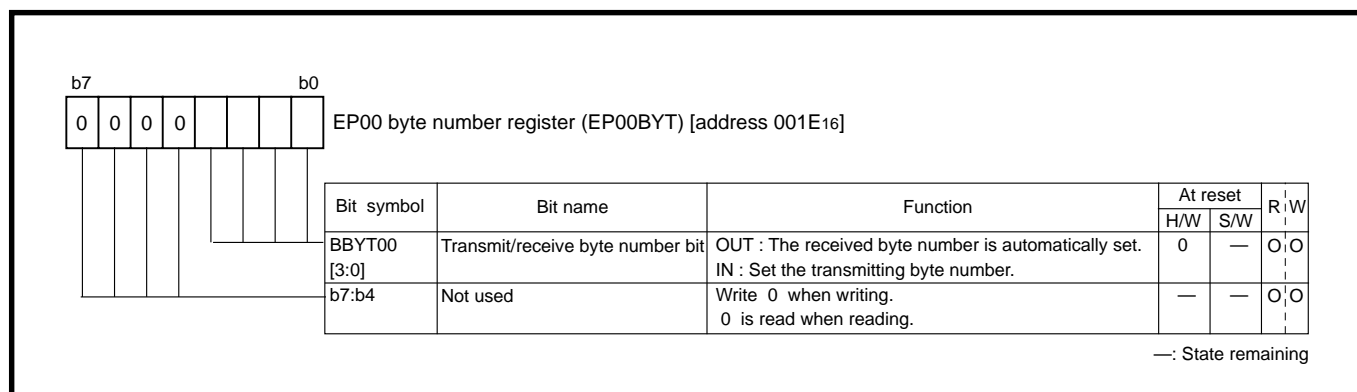 b7 b0
0 0 0 0 EP00 byte number register (EP00BYT) [address 001E16]
Bit symbol Bit name Function At reset R W
H/W S/W
BBYT00 Transmit/receive byte number bit OUT : The received byte number is automatically set. 0 — O O
[3:0] IN : Set the transmitting byte number.
b7:b4 Not used Write 0 when writing. — — O O
0 is read when reading.
—: State remaining